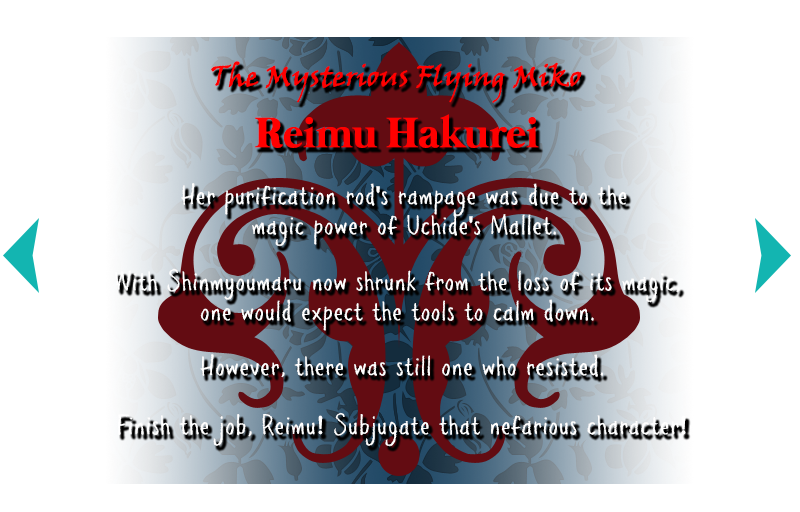 The Mysterious Flying Miko
Reimu Hakurei
Her purification rod's rampage was due to the
magic power of Uchide's Mallet.
With Shinmyoumaru now shrunk from the loss of its magic,
one would expect the tools to calm down.
However, there was still one who resisted.
Finish the job, Reimu! Subjugate that nefarious character!